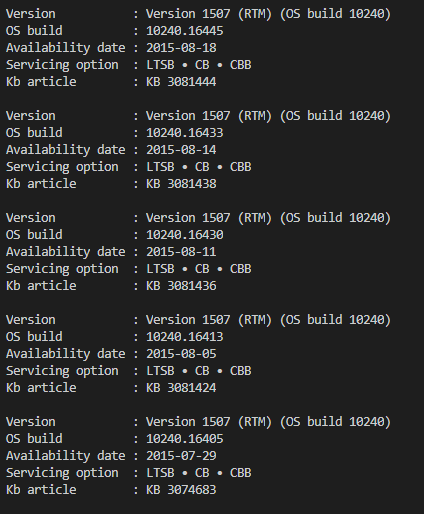 Version          : Version 1507 (RTM) (OS build 10240)
OS build         : 10240.16445
Availability date : 2015-08-18
Servicing option  : LTSB • CB • CBB
Kb article        : KB 3081444

Version          : Version 1507 (RTM) (OS build 10240)
OS build         : 10240.16433
Availability date : 2015-08-14
Servicing option  : LTSB • CB • CBB
Kb article        : KB 3081438

Version          : Version 1507 (RTM) (OS build 10240)
OS build         : 10240.16430
Availability date : 2015-08-11
Servicing option  : LTSB • CB • CBB
Kb article        : KB 3081436

Version          : Version 1507 (RTM) (OS build 10240)
OS build         : 10240.16413
Availability date : 2015-08-05
Servicing option  : LTSB • CB • CBB
Kb article        : KB 3081424

Version          : Version 1507 (RTM) (OS build 10240)
OS build         : 10240.16405
Availability date : 2015-07-29
Servicing option  : LTSB • CB • CBB
Kb article        : KB 3074683